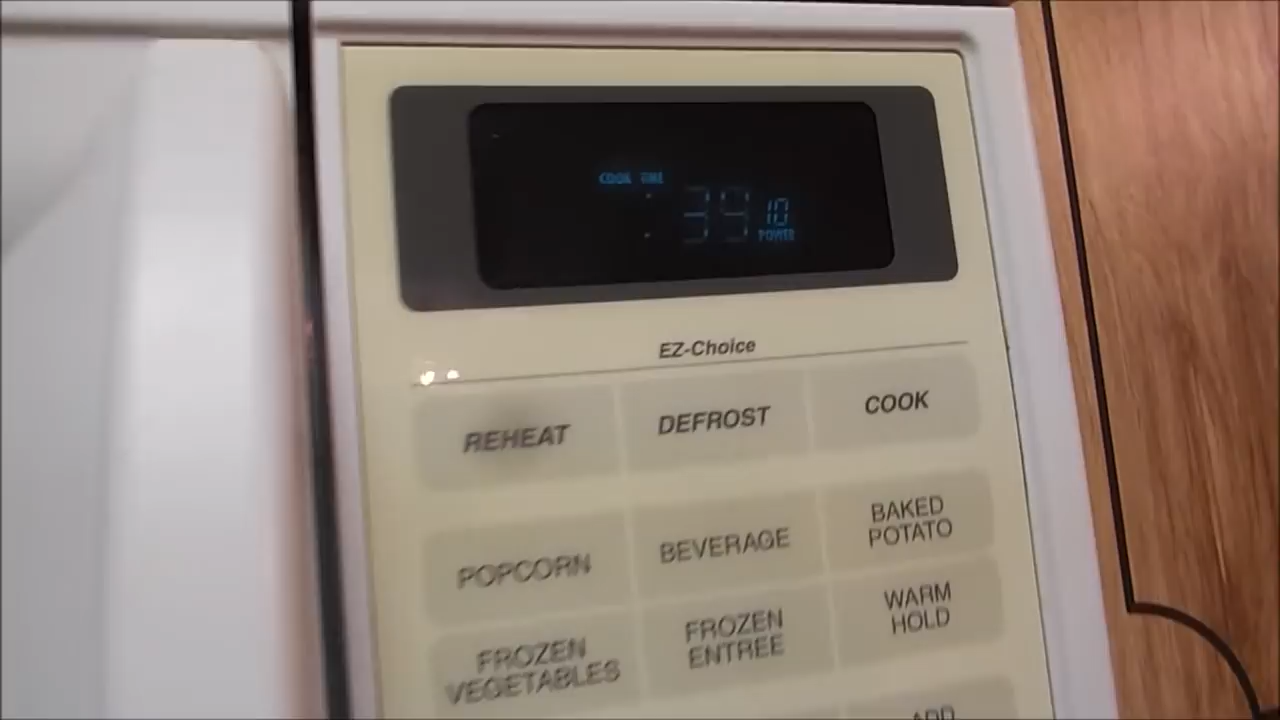 COOK TIME
:39 10
POWER
EZ-Choice
REHEAT DEFROST COOK
POPCORN BEVERAGE BAKED POTATO
FROZEN VEGETABLES FROZEN ENTREE WARM HOLD
ADD